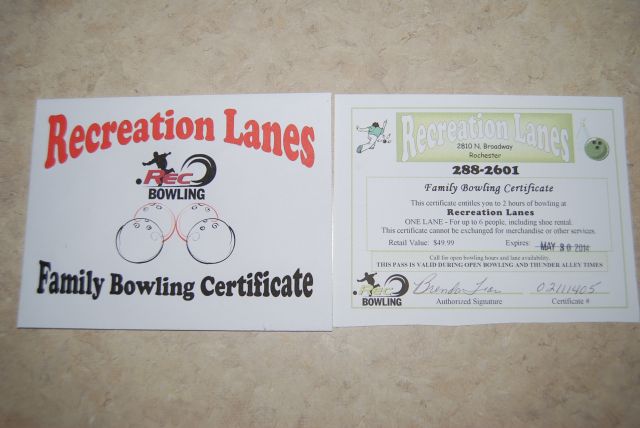 Recreation Lanes
REC
BOWLING
Family Bowling Certificate
Recreation Lanes
2810 N. Broadway
Rochester
288-2601
Family Bowling Certificate
This certificate entitles you to 2 hours of bowling at
Recreation Lanes
ONE LANE - For up to 6 people, including shoe rental.
This certificate cannot be exchanged for merchandise or other services.
Retail Value: $49.99 Expires: MAY 30 2014
Call for open bowling hours and lane availability.
THIS PASS IS VALID DURING OPEN BOWLING AND THUNDER ALLEY TIMES
REC
BOWLING
Brendon 02111405
Authorized Signature Certificate #